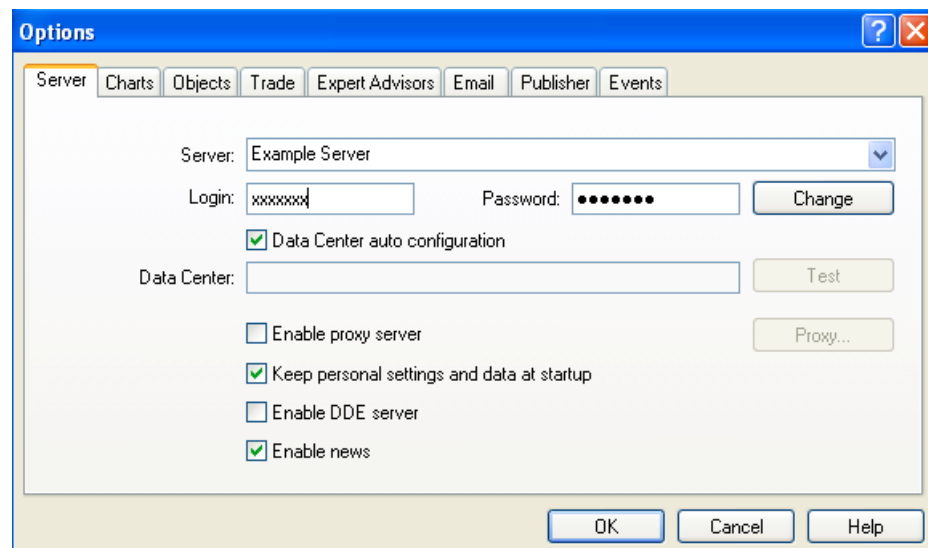 Options
Server Charts Objects Trade Expert Advisors Email Publisher Events
Server: Example Server
Login: xxxxxxx Password: ●●●●●●● Change
Data Center auto configuration
Data Center: Test
Enable proxy server Proxy...
Keep personal settings and data at startup
Enable DDE server
Enable news
OK Cancel Help